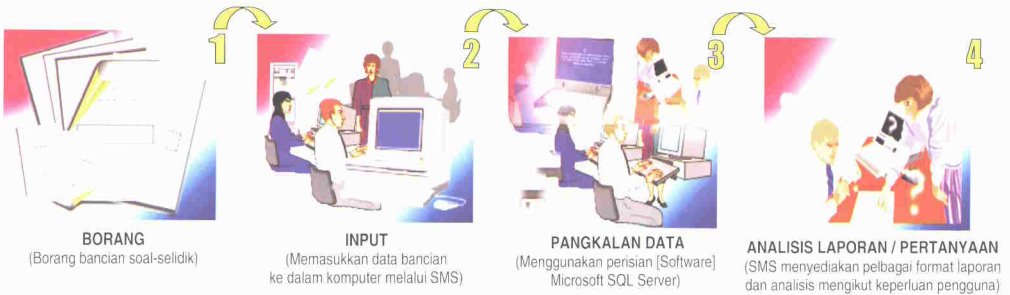 1
BORANG
(Borang bancian soal-selidik)
2
INPUT
(Memasukkan data bancian
ke dalam komputer melalui SMS)
3
PANGKALAN DATA
(Menggunakan perisian [Software]
Microsoft SQL Server)
4
ANALISIS LAPORAN / PERTANYAAN
(SMS menyediakan pelbagai format laporan
dan analisis mengikut keperluan pengguna)